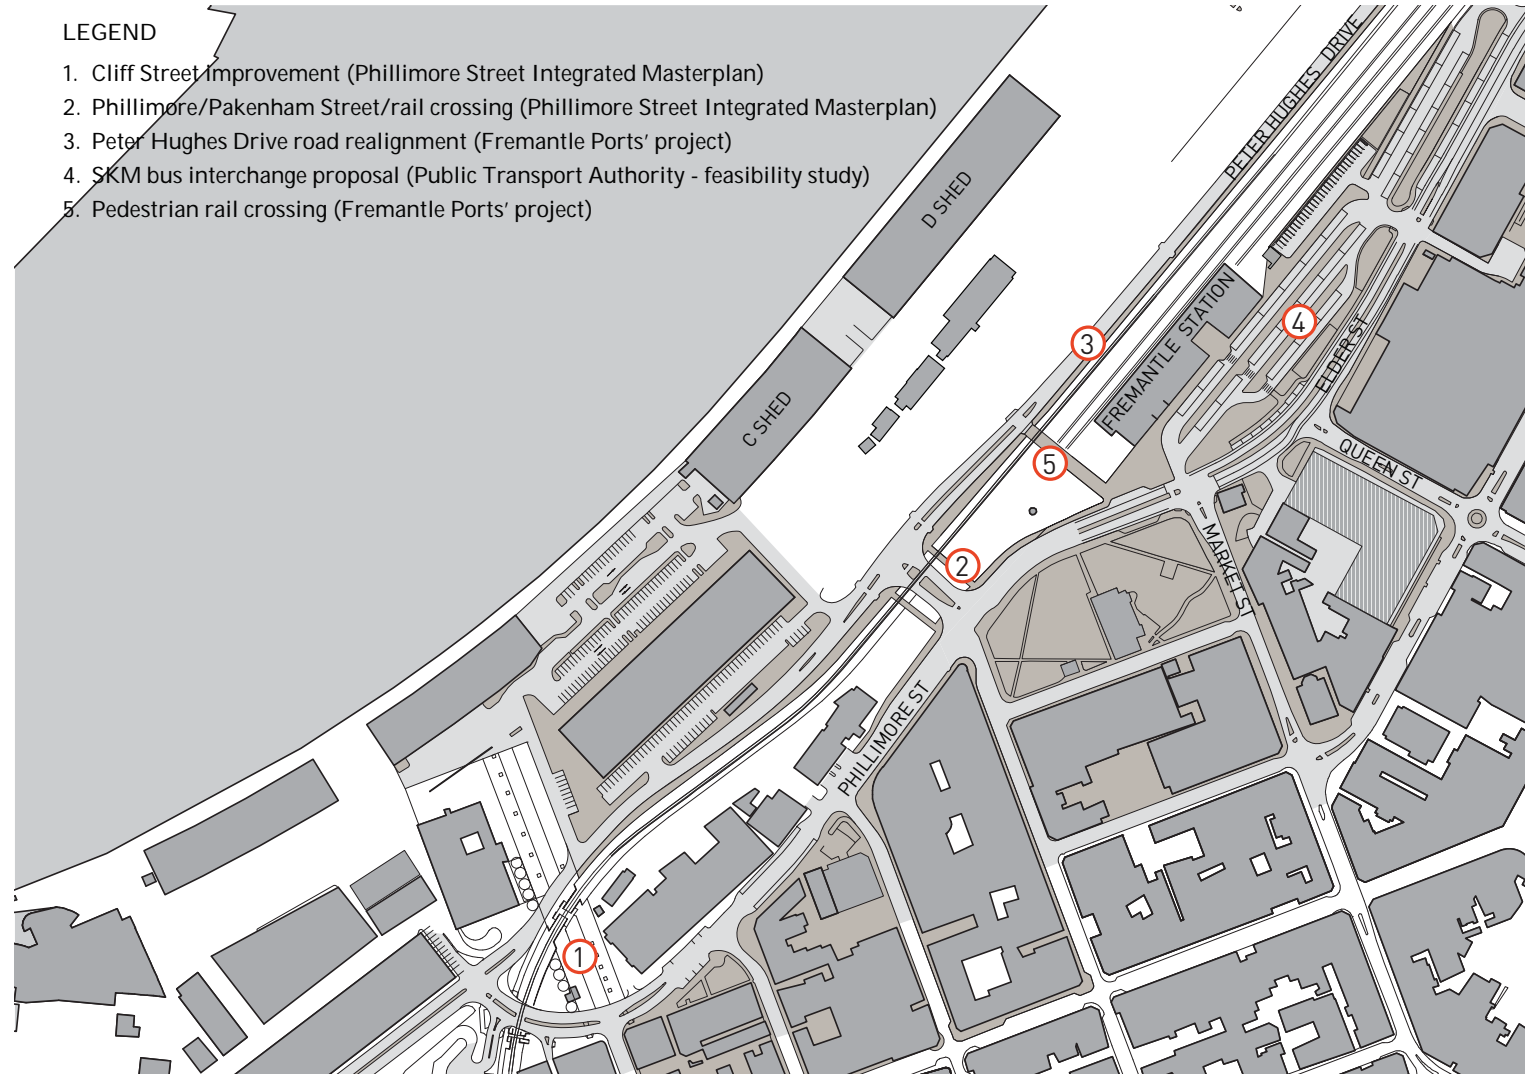 LEGEND
1. Cliff Street Improvement (Phillimore Street Integrated Masterplan)
2. Phillimore/Pakenham Street/rail crossing (Phillimore Street Integrated Masterplan)
3. Peter Hughes Drive road realignment (Fremantle Ports' project)
4. SKM bus interchange proposal (Public Transport Authority - feasibility study)
5. Pedestrian rail crossing (Fremantle Ports' project)
PETER HUGHES DRIVE
D SHED
FREMANTLE STATION
4
3
ELDER ST
C SHED
QUEEN ST
5
MARKET ST
2
PHILLIMORE ST
1